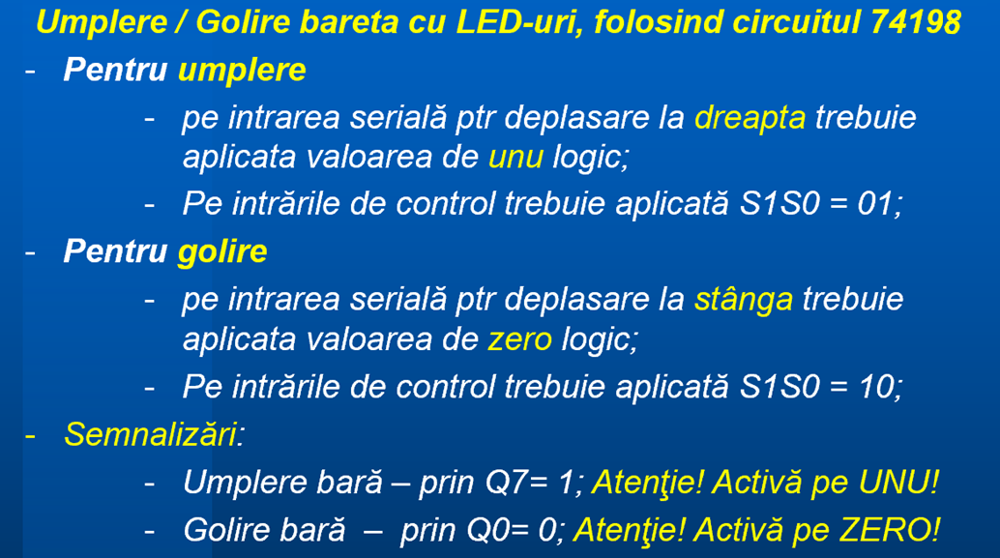 Umplere / Golire bareta cu LED-uri, folosind circuitul 74198
- Pentru umplere
- pe intrarea serială ptr deplasare la dreapta trebuie
aplicata valoarea de unu logic;
- Pe intrările de control trebuie aplicată S1S0 = 01;
- Pentru golire
- pe intrarea serială ptr deplasare la stânga trebuie
aplicata valoarea de zero logic;
- Pe intrările de control trebuie aplicată S1S0 = 10;
- Semnalizări:
- Umplere bară – prin Q7= 1; Atenţie! Activă pe UNU!
- Golire bară – prin Q0= 0; Atenţie! Activă pe ZERO!